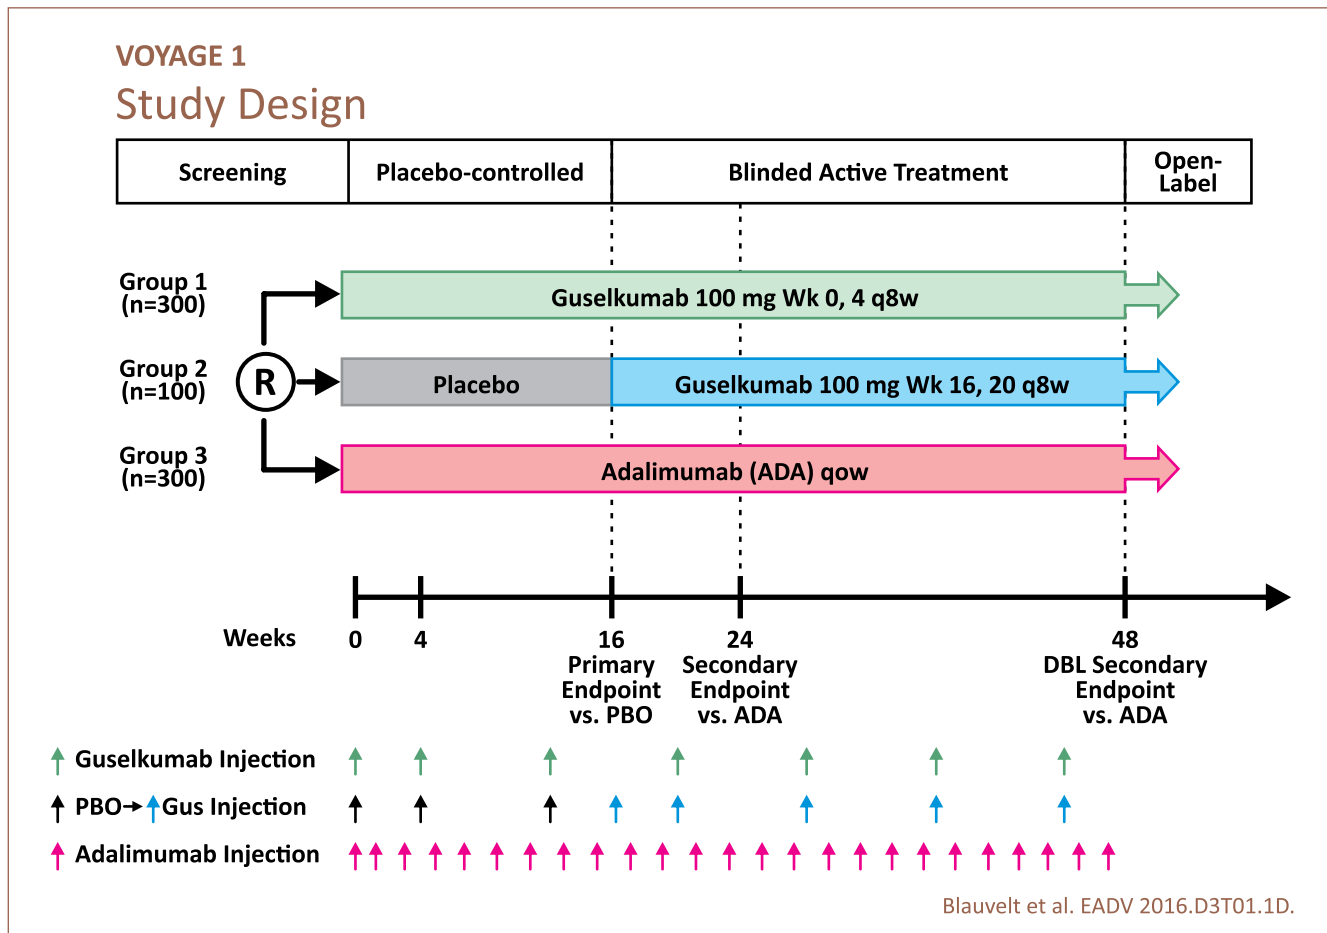 VOYAGE 1
Study Design
Screening
Placebo-controlled
Blinded Active Treatment
Open-
Label
Group 1
(n=300)
Guselkumab 100 mg Wk 0, 4 q8w
Group 2
(n=100)
R
Placebo
Guselkumab 100 mg Wk 16, 20 q8w
Group 3
(n=300)
Adalimumab (ADA) qow
Weeks
0
4
16
Primary
Endpoint
vs. PBO
24
Secondary
Endpoint
vs. ADA
48
DBL Secondary
Endpoint
vs. ADA
Guselkumab Injection
PBO→ Gus Injection
Adalimumab Injection
Blauvelt et al. EADV 2016.D3T01.1D.